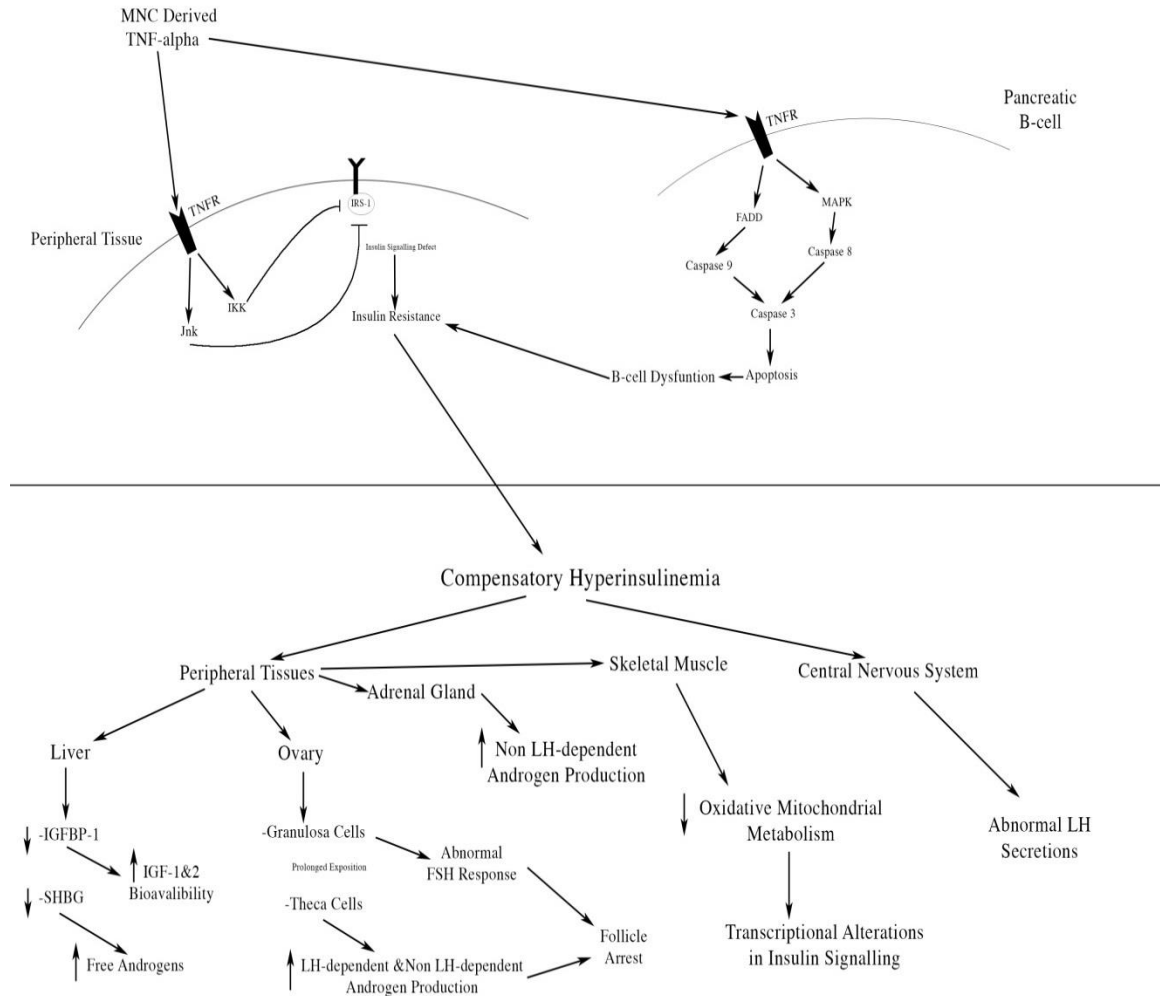 MNC Derived
TNF-alpha
Pancreatic
B-cell
TNFR
TNFR
Peripheral Tissue
IRS-1
Insulin Signalling Defect
IKK
Jnk
Insulin Resistance
FADD
MAPK
Caspase 9
Caspase 8
Caspase 3
B-cell Dysfuntion
Apoptosis
Compensatory Hyperinsulinemia
Peripheral Tissues
Adrenal Gland
Skeletal Muscle
Central Nervous System
Liver
Ovary
Non LH-dependent
Androgen Production
Oxidative Mitochondrial
Metabolism
Abnormal LH
Secretions
-IGFBP-1
IGF-1&2
Bioavalibility
-SHBG
Free Androgens
-Granulosa Cells
Abnormal
FSH Response
Prolonged Exposition
-Theca Cells
LH-dependent &Non LH-dependent
Androgen Production
Follicle
Arrest
Transcriptional Alterations
in Insulin Signalling